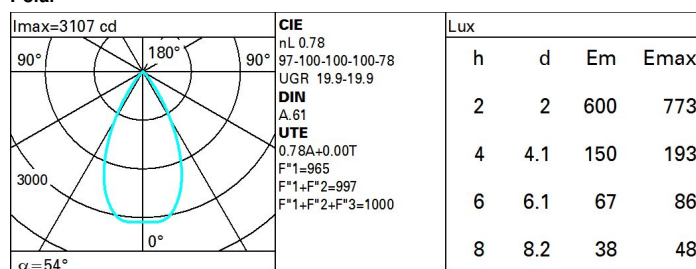 Imax=3107 cd
90° 180° 90°
3000
0°
α=54°
CIE
nL 0.78
97-100-100-100-78
UGR 19.9-19.9
DIN
A.61
UTE
0.78A+0.00T
F"1=965
F"1+F"2=997
F"1+F"2+F"3=1000
Lux
h d Em Emax
2 2 600 773
4 4.1 150 193
6 6.1 67 86
8 8.2 38 48